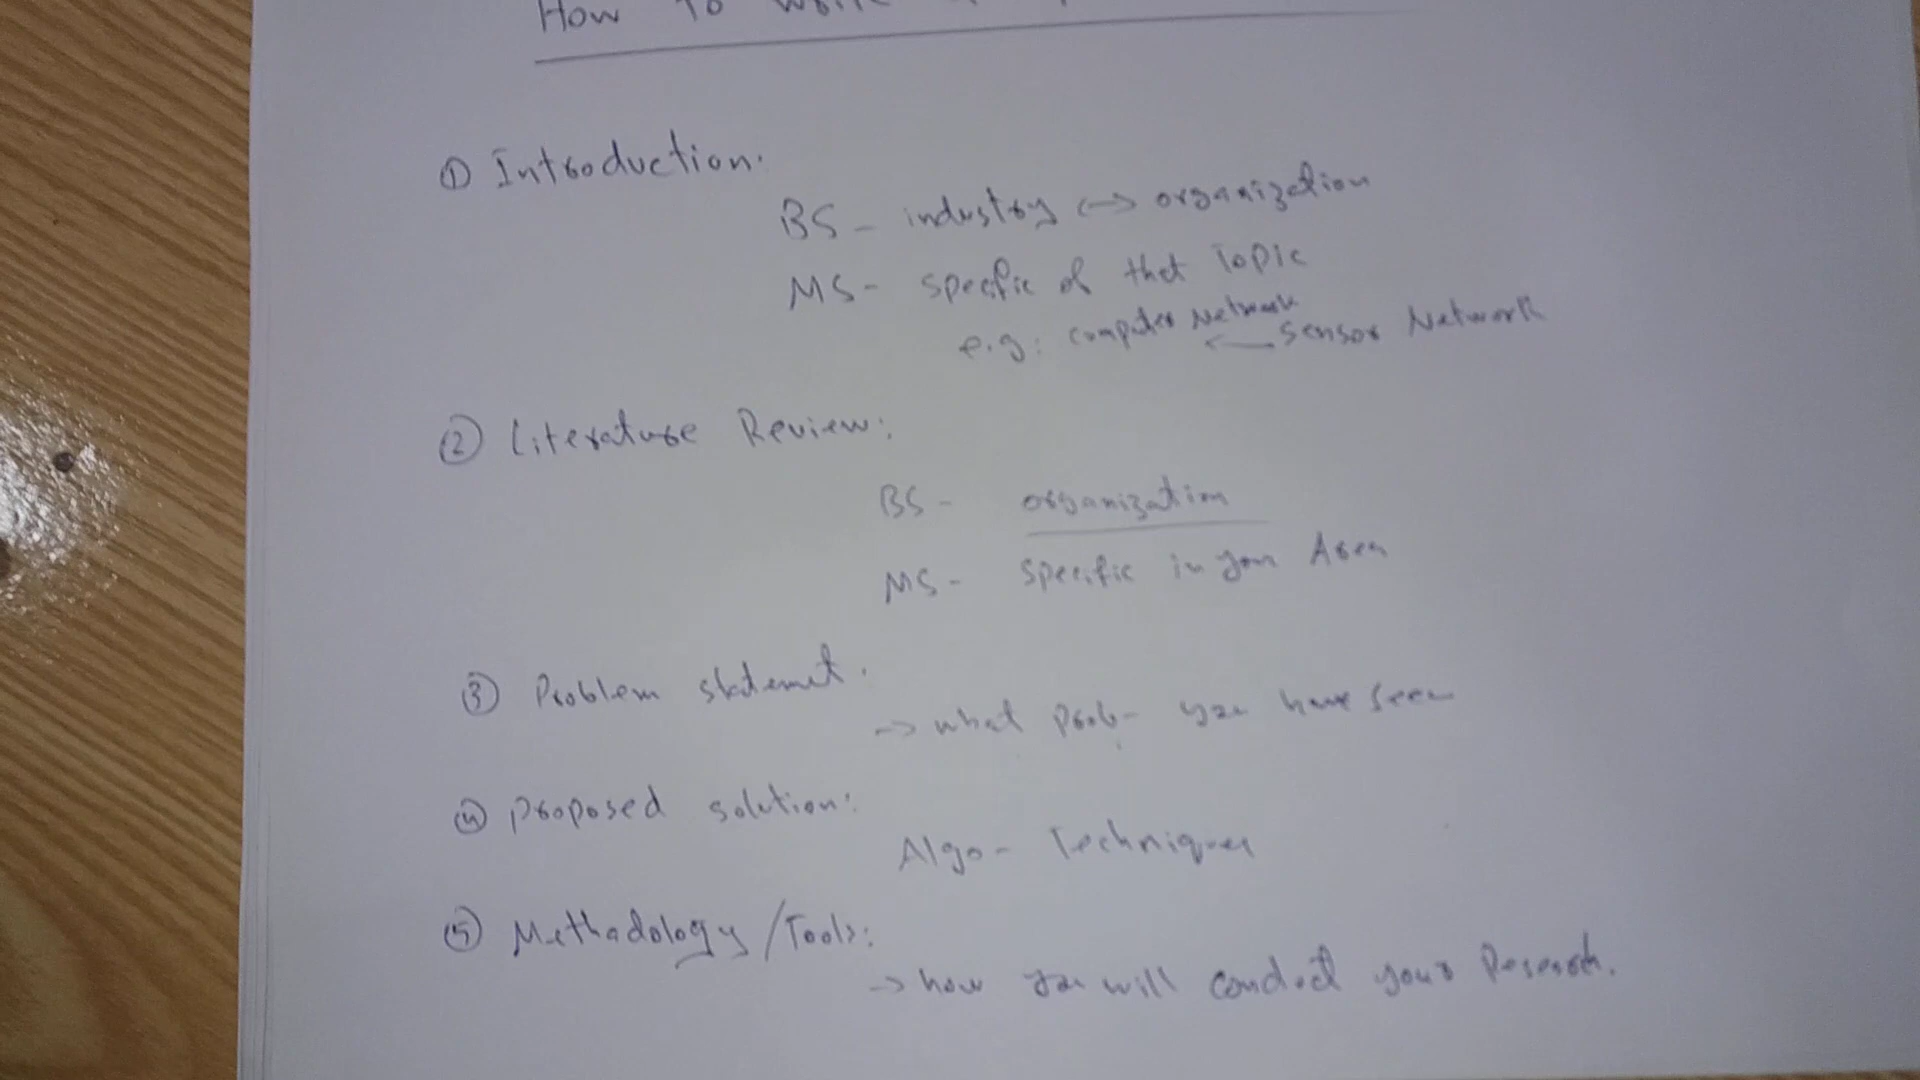 How To Write a
① Introduction.
BS - industry <-> organization
MS - specific of that Topic
e.g: computer Network <- Sensor Network
② Literature Review:
BS - organization
MS - specific in your Area
③ Problem statemet.
-> what prob- you have seen
④ Proposed solution:
Algo- Techniques
⑤ Methodology/Tools:
-> how you will conduct your Research.